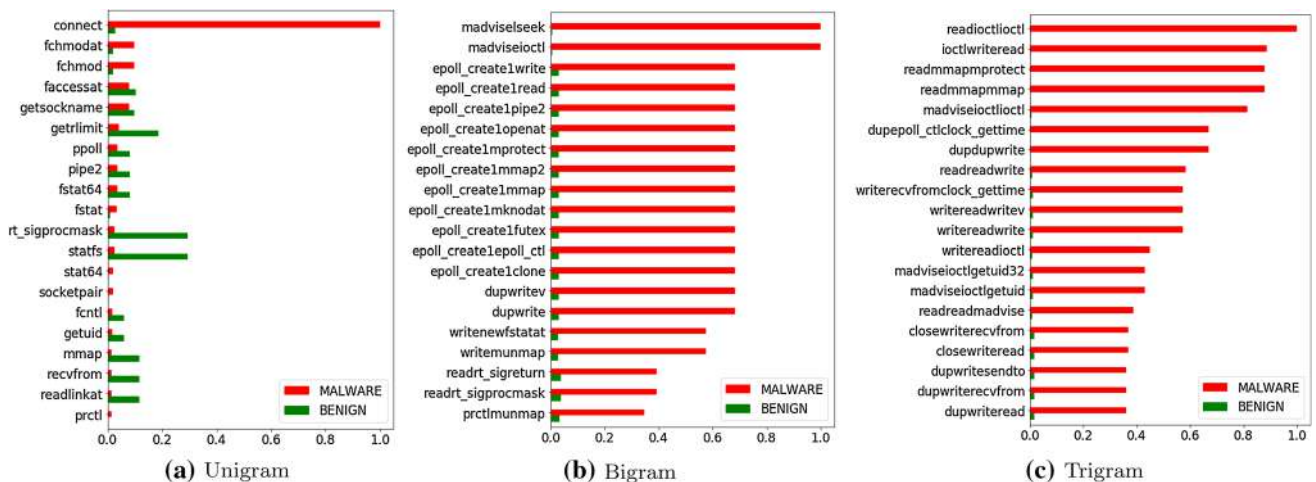 connect
fchmodat
fchmod
faccessat
getsockname
getrlimit
ppoll
pipe2
fstat64
fstat
rt_sigprocmask
statfs
stat64
socketpair
fcntl
getuid
mmap
recvfrom
readlinkat
prctl
MALWARE
BENIGN
0.0 0.2 0.4 0.6 0.8 1.0
(a) Unigram
madviselseek
madviseioctl
epoll_create1write
epoll_create1read
epoll_create1pipe2
epoll_create1openat
epoll_create1mprotect
epoll_create1mmap2
epoll_create1mmap
epoll_create1mknodat
epoll_create1futex
epoll_create1epoll_ctl
epoll_create1clone
dupwritev
dupwrite
writenewfstatat
writemunmap
readrt_sigreturn
readrt_sigprocmask
prctlmunmap
MALWARE
BENIGN
0.0 0.2 0.4 0.6 0.8 1.0
(b) Bigram
readioctlioctl
ioctlwriteread
readmmapmprotect
readmmapmmap
madviseioctlioctl
dupepoll_ctlclock_gettime
dupdupwrite
readreadwrite
writerecvfromclock_gettime
writereadwritev
writereadwrite
writereadioctl
madviseioctlgetuid32
madviseioctlgetuid
readreadmadvise
closewriterecvfrom
closewriteread
dupwritesendto
dupwriterecvfrom
dupwriteread
MALWARE
BENIGN
0.0 0.2 0.4 0.6 0.8 1.0
(c) Trigram